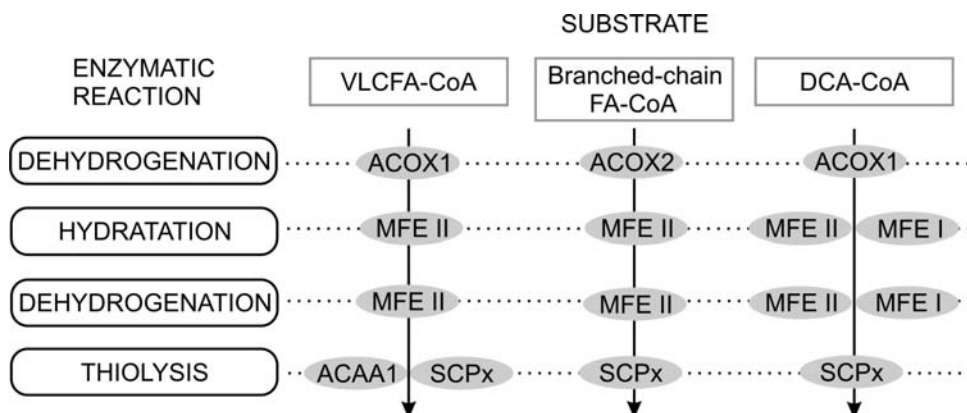 SUBSTRATE
ENZYMATIC
REACTION
VLCFA-CoA
Branched-chain
FA-CoA
DCA-CoA
DEHYDROGENATION
ACOX1
ACOX2
ACOX1
HYDRATATION
MFE II
MFE II
MFE II
MFE I
DEHYDROGENATION
MFE II
MFE II
MFE II
MFE I
THIOLYSIS
ACAA1
SCPx
SCPx
SCPx